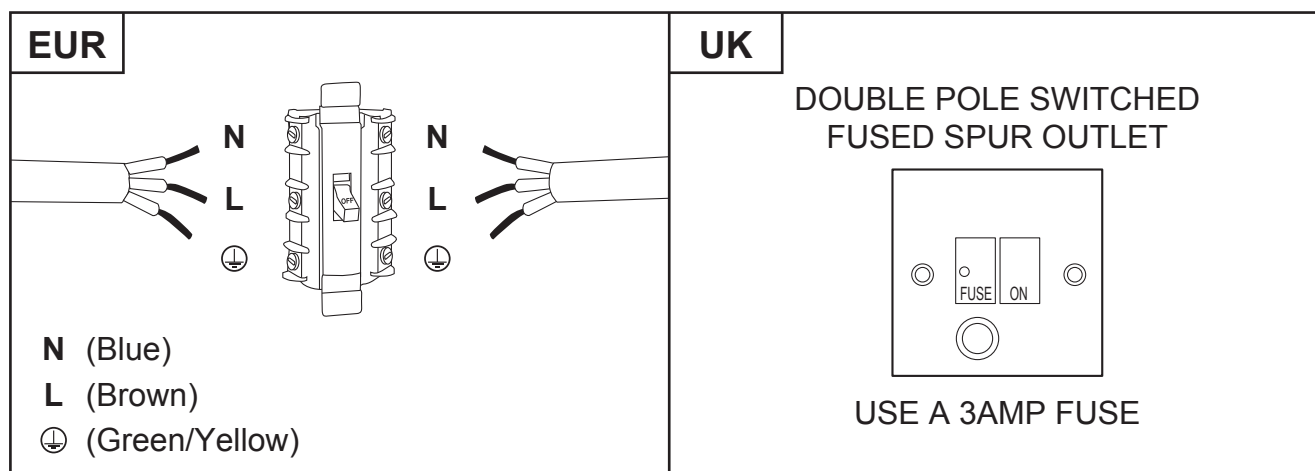 EUR
N
L
N
L
OFF
N (Blue)
L (Brown)
⏚ (Green/Yellow)
UK
DOUBLE POLE SWITCHED
FUSED SPUR OUTLET
FUSE
ON
USE A 3AMP FUSE